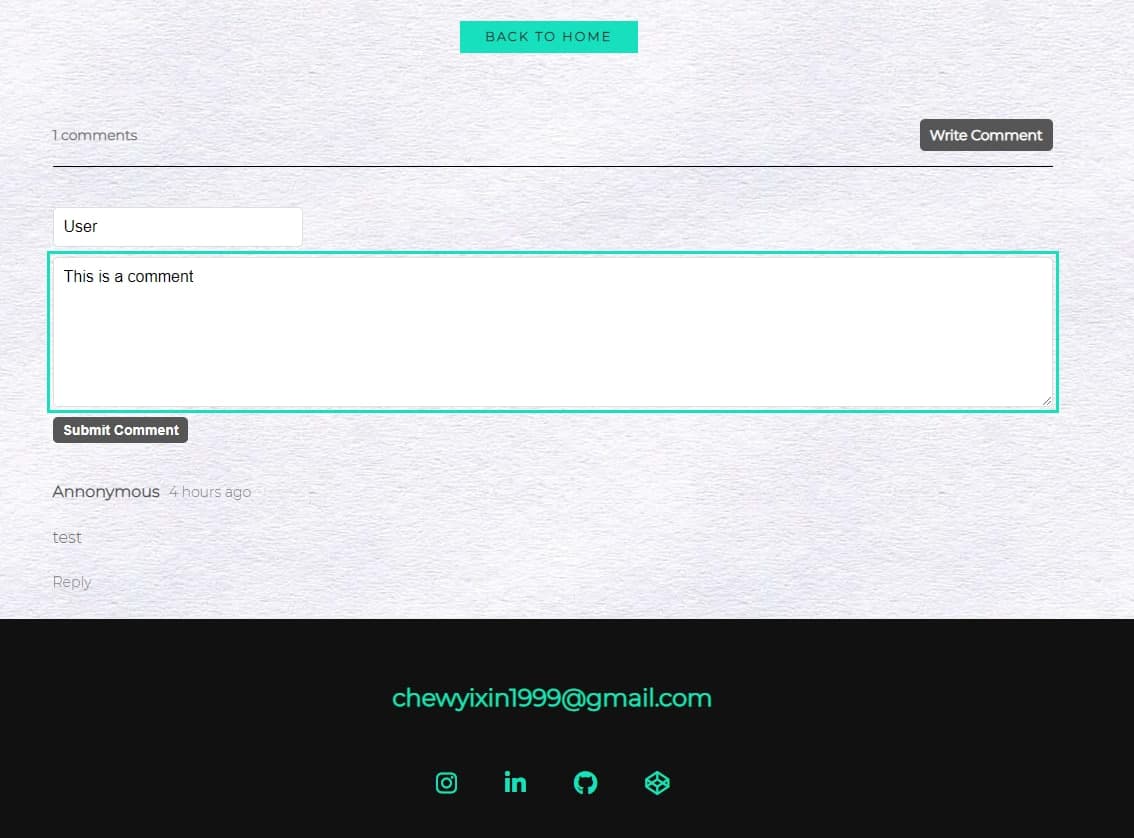 BACK TO HOME
1 comments
Write Comment
User
This is a comment
Submit Comment
Annonymous 4 hours ago
test
Reply
chewyixin1999@gmail.com